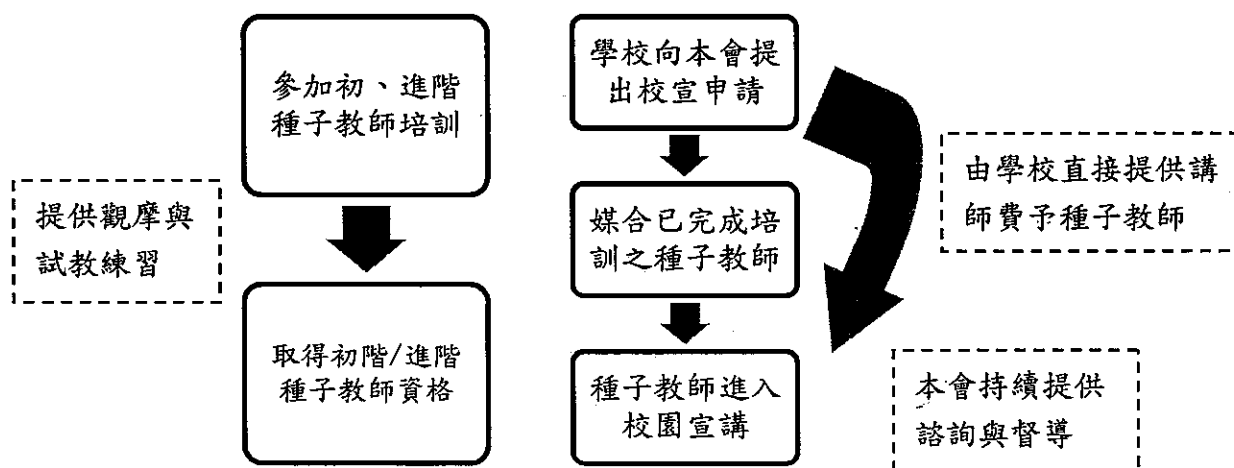 參加初、進階
種子教師培訓
提供觀摩與
試教練習
取得初階/進階
種子教師資格
學校向本會提
出校宣申請
媒合已完成培
訓之種子教師
種子教師進入
校園宣講
由學校直接提供講
師費予種子教師
本會持續提供
諮詢與督導